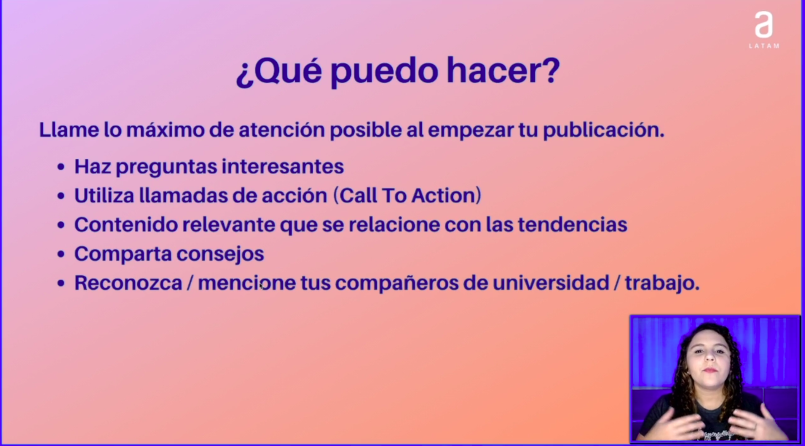 a
LATAM
¿Qué puedo hacer?
Llame lo máximo de atención posible al empezar tu publicación.
• Haz preguntas interesantes
• Utiliza llamadas de acción (Call To Action)
• Contenido relevante que se relacione con las tendencias
• Comparta consejos
• Reconozca / mencione tus compañeros de universidad / trabajo.